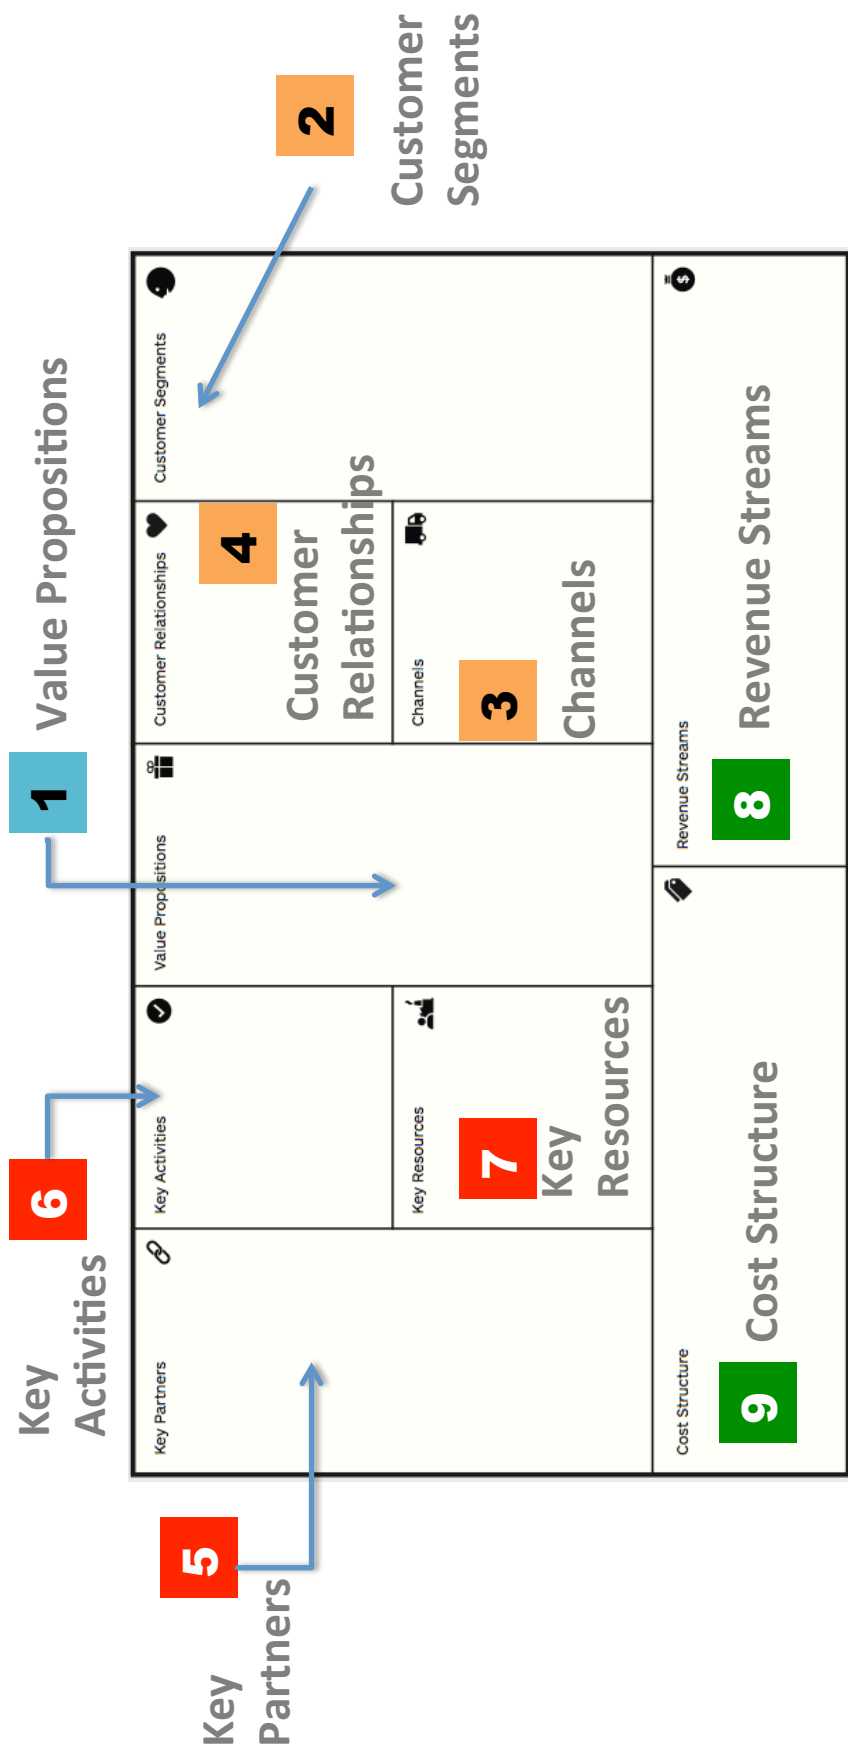 1
Value Propositions
6
Key
Activities
5
Key
Partners
2
Customer
Segments
Key Partners
Key Activities
Key Resources
7
Key
Resources
Value Propositions
Customer Relationships
4
Customer
Relationships
Channels
3
Channels
Customer Segments
Cost Structure
9
Cost Structure
Revenue Streams
$
8
Revenue Streams